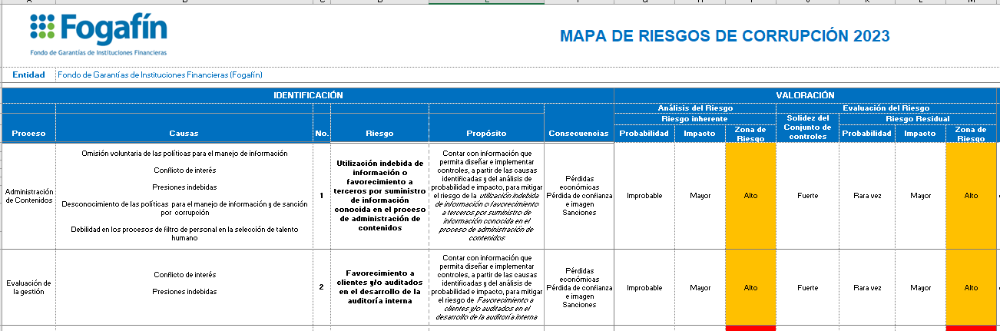 Fogafín
Fondo de Garantías de Instituciones Financieras
MAPA DE RIESGOS DE CORRUPCIÓN 2023
Entidad
Fondo de Garantías de Instituciones Financieras (Fogafín)
IDENTIFICACIÓN
VALORACIÓN
Análisis del Riesgo
Evaluación del Riesgo
Riesgo inherente
Solidez del
Conjunto de
controles
Riesgo Residual
Proceso
Causas
No.
Riesgo
Propósito
Consecuencias
Probabilidad
Impacto
Zona de
Riesgo
Probabilidad
Impacto
Zona de
Riesgo
Administración
de Contenidos
Omisión voluntaria de las políticas para el manejo de información
Conflicto de interés
Presiones indebidas
Desconocimiento de las políticas para el manejo de información y de sanción
por corrupción
Debilidad en los procesos de filtro de personal en la selección de talento
humano
1
Utilización indebida de
información o
favorecimiento a
terceros por suministro
de información
conocida en el proceso
de administración de
contenidos
Contar con información que
permita diseñar e implementar
controles, a partir de las causas
identificadas y del análisis de
probabilidad e impacto, para mitigar
el riesgo de la utilización indebida
de información o favorecimiento
a terceros por suministro de
información conocida en el
proceso de administración de
contenidos
Pérdidas
económicas
Pérdida de confianza
e imagen
Sanciones
Improbable
Mayor
Alto
Fuerte
Rara vez
Mayor
Alto
Evaluación de
la gestión
Conflicto de interés
Presiones indebidas
2
Favorecimiento a
clientes y/o auditados
en el desarrollo de la
auditoría interna
Contar con información que
permita diseñar e implementar
controles, a partir de las causas
identificadas y del análisis de
probabilidad e impacto, para mitigar
el riesgo de Favorecimiento a
clientes y/o auditados en el
desarrollo de la auditoría interna
Pérdidas
económicas
Pérdida de confianza
e imagen
Sanciones
Improbable
Mayor
Alto
Fuerte
Rara vez
Mayor
Alto